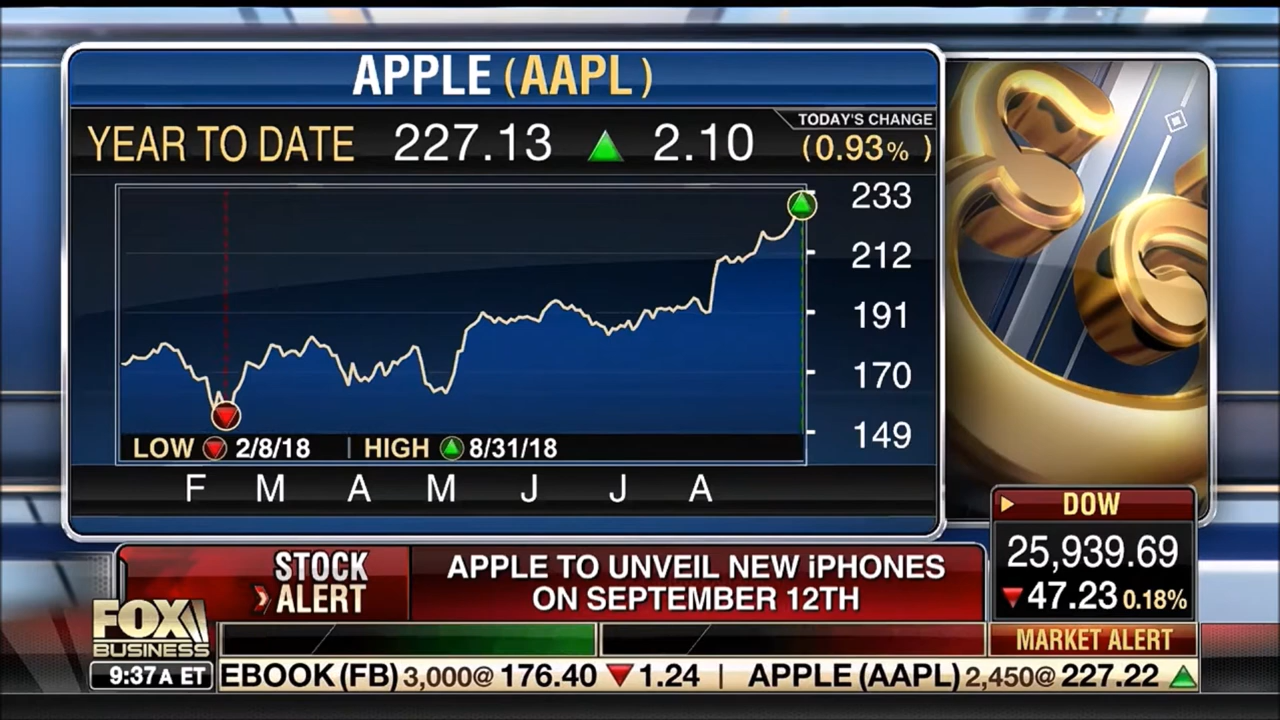 APPLE (AAPL)
YEAR TO DATE 227.13 2.10
TODAY'S CHANGE
(0.93%)
233
212
191
170
149
LOW 2/8/18 | HIGH 8/31/18
F M A M J J A
STOCK ALERT
APPLE TO UNVEIL NEW iPHONES
ON SEPTEMBER 12TH
DOW
25,939.69
47.23 0.18%
MARKET ALERT
FOX
BUSINESS
9:37A ET
EBOOK (FB) 3,000@ 176.40 1.24 | APPLE (AAPL) 2,450@ 227.22